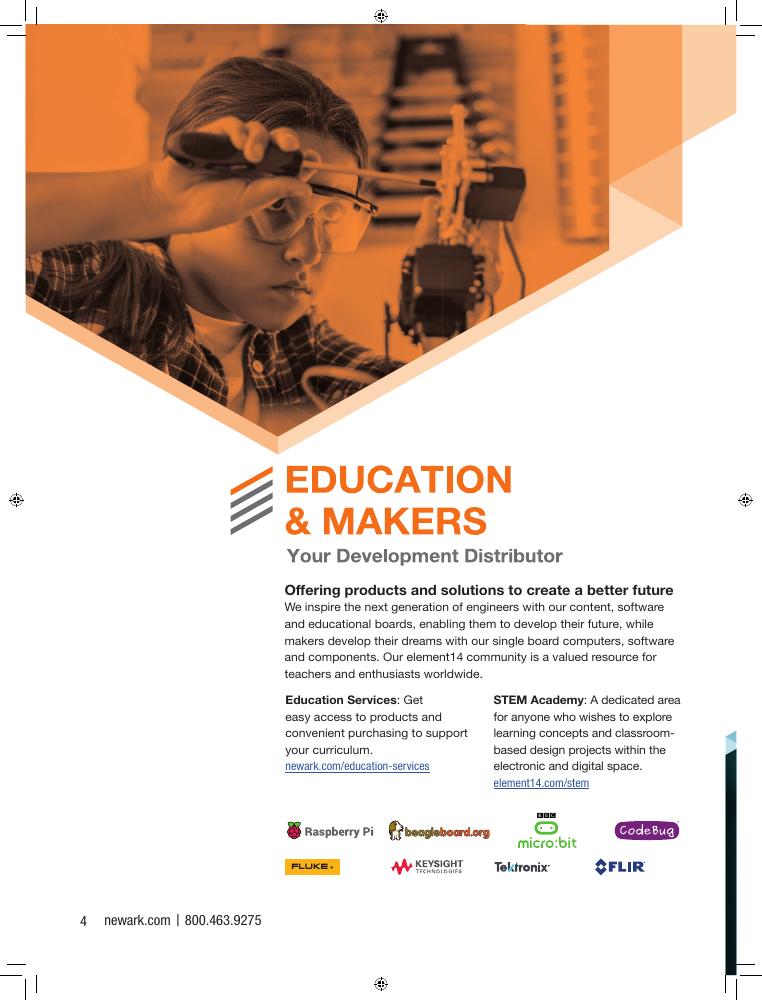 EDUCATION
& MAKERS
Your Development Distributor
Offering products and solutions to create a better future
We inspire the next generation of engineers with our content, software
and educational boards, enabling them to develop their future, while
makers develop their dreams with our single board computers, software
and components. Our element14 community is a valued resource for
teachers and enthusiasts worldwide.
Education Services: Get
easy access to products and
convenient purchasing to support
your curriculum.
newark.com/education-services
STEM Academy: A dedicated area
for anyone who wishes to explore
learning concepts and classroom-
based design projects within the
electronic and digital space.
element14.com/stem
Raspberry Pi
beagleboard.org
BBC
micro:bit
CodeBug
FLUKE
KEYSIGHT
TECHNOLOGIES
Tektronix
FLIR
4 newark.com | 800.463.9275